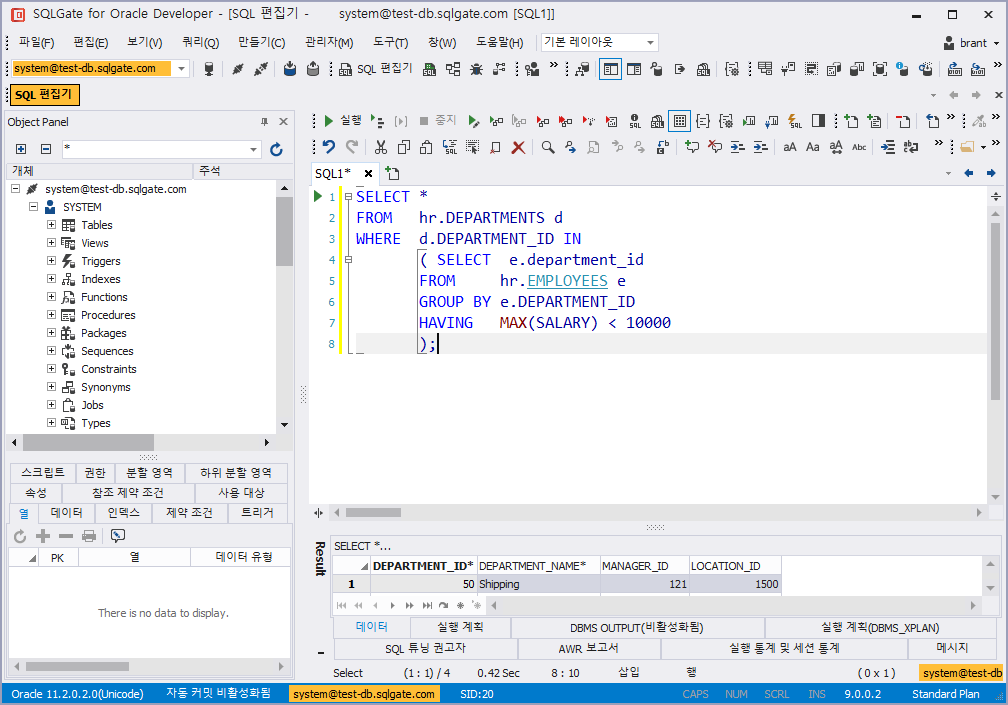 SQLGate for Oracle Developer - [SQL 편집기 - system@test-db.sqlgate.com [SQL1]]
파일(F) 편집(E) 보기(V) 쿼리(Q) 만들기(C) 관리자(M) 도구(T) 창(W) 도움말(H) 기본 레이아웃 brant
system@test-db.sqlgate.com SQL 편집기
SQL 편집기
Object Panel
실행 중지
*
개체 주석
system@test-db.sqlgate.com
SYSTEM
Tables
Views
Triggers
Indexes
Functions
Procedures
Packages
Sequences
Constraints
Synonyms
Jobs
Types
스크립트 권한 분할 영역 하위 분할 영역
속성 참조 제약 조건 사용 대상
열 데이터 인덱스 제약 조건 트리거
PK 열 데이터 유형
There is no data to display.
SQL1*
1 SELECT *
2 FROM hr.DEPARTMENTS d
3 WHERE d.DEPARTMENT_ID IN
4 ( SELECT e.department_id
5 FROM hr.EMPLOYEES e
6 GROUP BY e.DEPARTMENT_ID
7 HAVING MAX(SALARY) < 10000
8 );
Result
SELECT *...
DEPARTMENT_ID* DEPARTMENT_NAME* MANAGER_ID LOCATION_ID
1 50 Shipping 121 1500
데이터 실행 계획 DBMS OUTPUT(비활성화됨) 실행 계획(DBMS_XPLAN)
SQL 튜닝 권고자 AWR 보고서 실행 통계 및 세션 통계 메시지
Select (1 : 1) / 4 0.42 Sec 8 : 10 삽입 행 ( 0 x 1 ) system@test-db
Oracle 11.2.0.2.0(Unicode) 자동 커밋 비활성화됨 system@test-db.sqlgate.com SID:20 CAPS NUM SCRL INS 9.0.0.2 Standard Plan